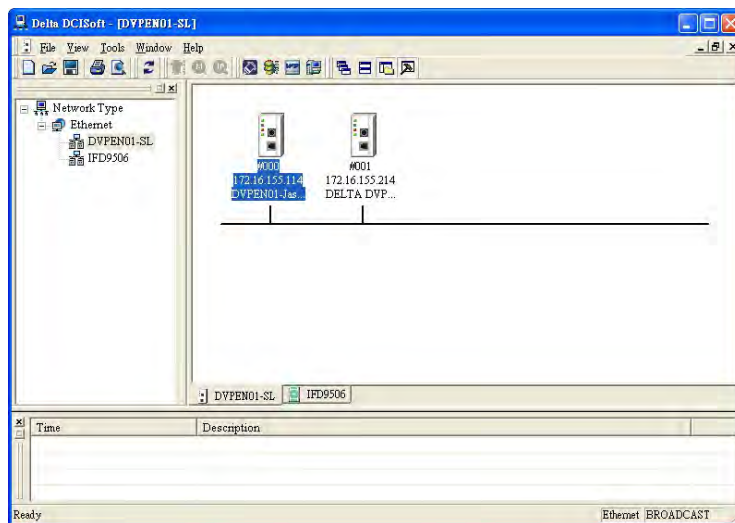 Delta DCISoft - [DVPEN01-SL]
File View Tools Window Help
Network Type
Ethernet
DVPEN01-SL
IFD9506
#000
172.16.155.114
DVPEN01-Jas...
#001
172.16.155.214
DELTA DVP...
DVPEN01-SL IFD9506
Time Description
Ready Ethernet BROADCAST